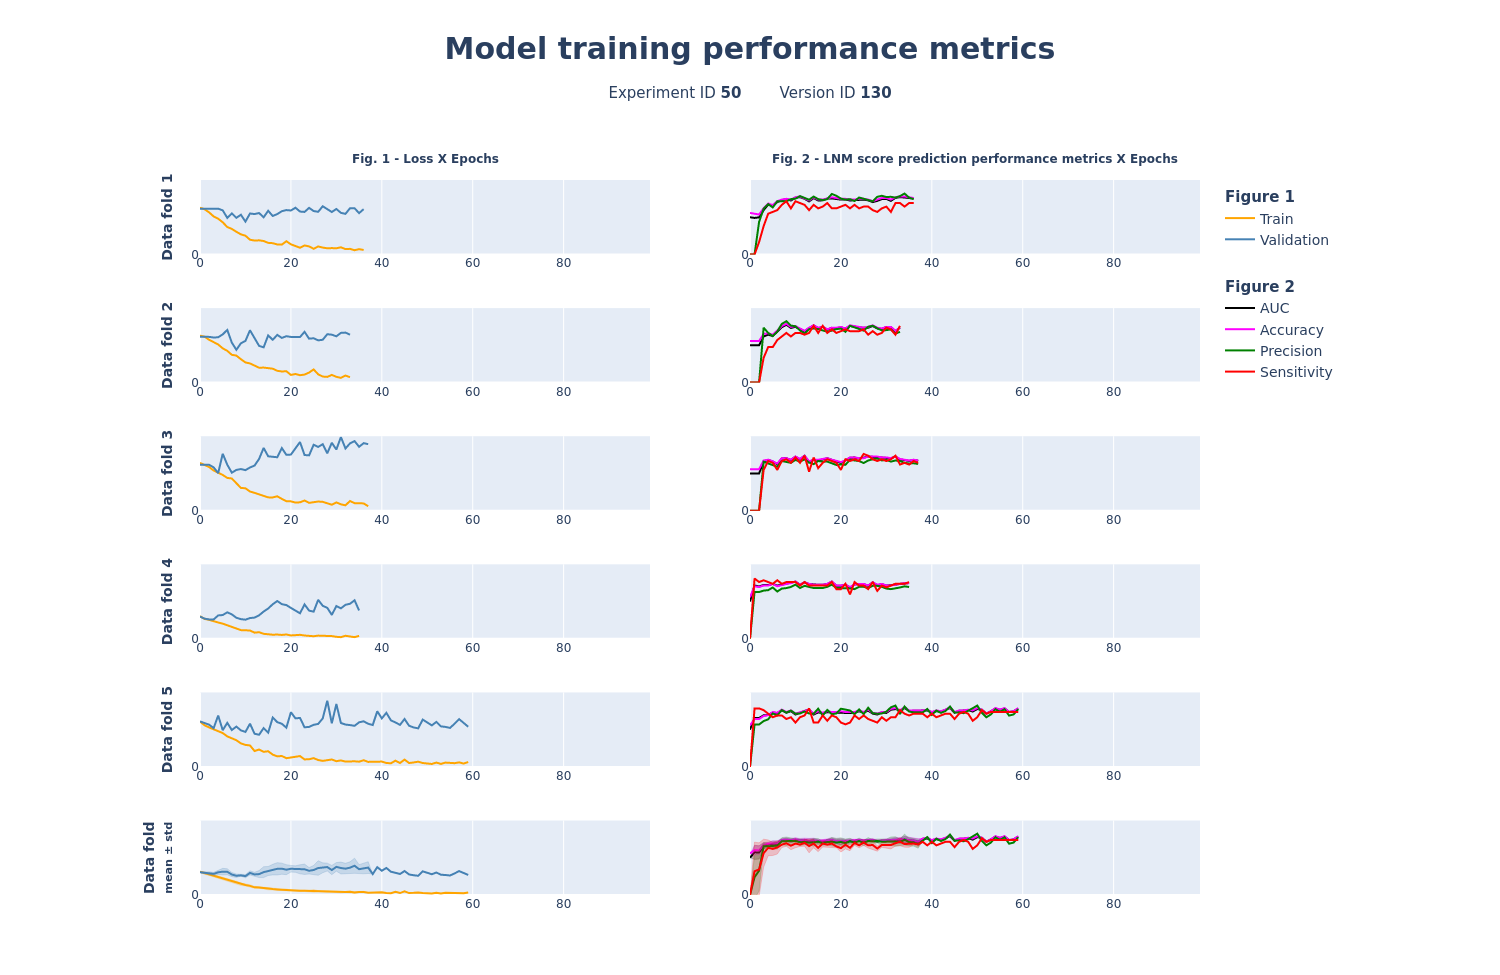 Model training performance metrics
Experiment ID 50 Version ID 130
Fig. 1 - Loss X Epochs
Fig. 2 - LNM score prediction performance metrics X Epochs
Data fold 1
0
0 20 40 60 80
0
0 20 40 60 80
Figure 1
Train
Validation
Figure 2
AUC
Accuracy
Precision
Sensitivity
Data fold 2
0
0 20 40 60 80
0
0 20 40 60 80
Data fold 3
0
0 20 40 60 80
0
0 20 40 60 80
Data fold 4
0
0 20 40 60 80
0
0 20 40 60 80
Data fold 5
0
0 20 40 60 80
0
0 20 40 60 80
Data fold
mean ± std
0
0 20 40 60 80
0
0 20 40 60 80